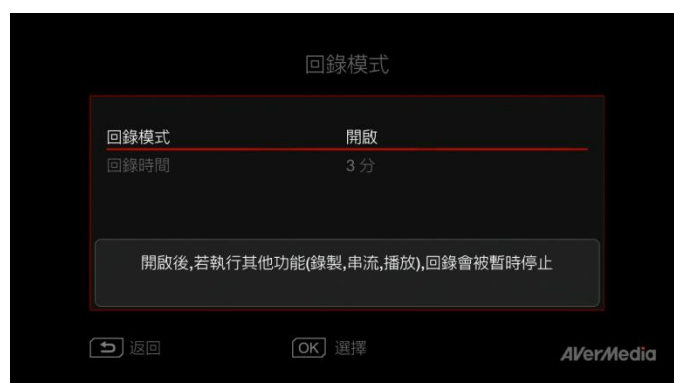 回錄模式
回錄模式 開啟
回錄時間 3 分
開啟後,若執行其他功能(錄製,串流,播放),回錄會被暫時停止
返回 OK 選擇
AVerMedia